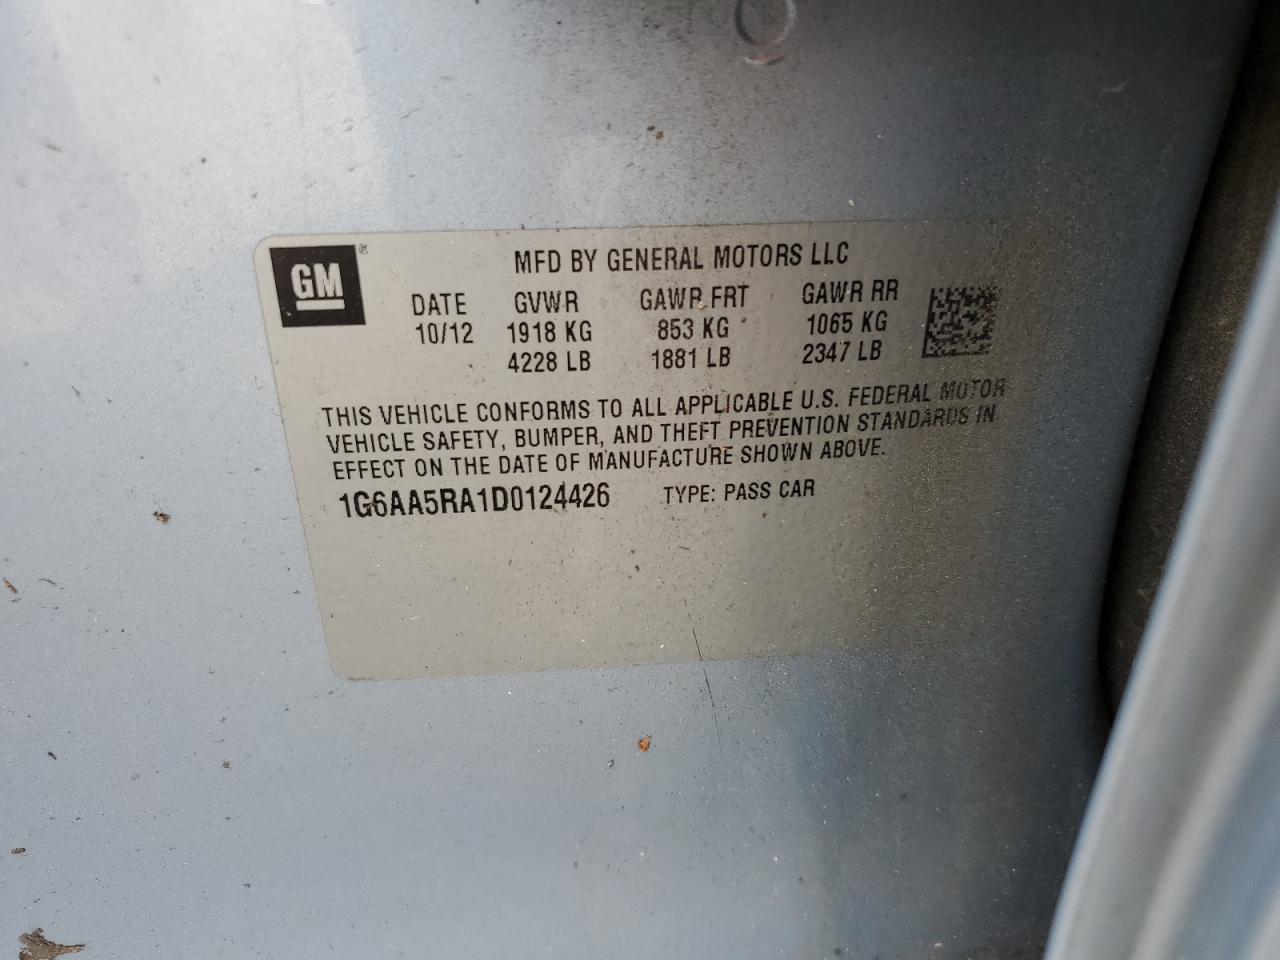 GM ®
MFD BY GENERAL MOTORS LLC
DATE GVWR GAWR FRT GAWR RR
10/12 1918 KG 853 KG 1065 KG
4228 LB 1881 LB 2347 LB
THIS VEHICLE CONFORMS TO ALL APPLICABLE U.S. FEDERAL MOTOR
VEHICLE SAFETY, BUMPER, AND THEFT PREVENTION STANDARDS IN
EFFECT ON THE DATE OF MANUFACTURE SHOWN ABOVE.
1G6AA5RA1D0124426 TYPE: PASS CAR